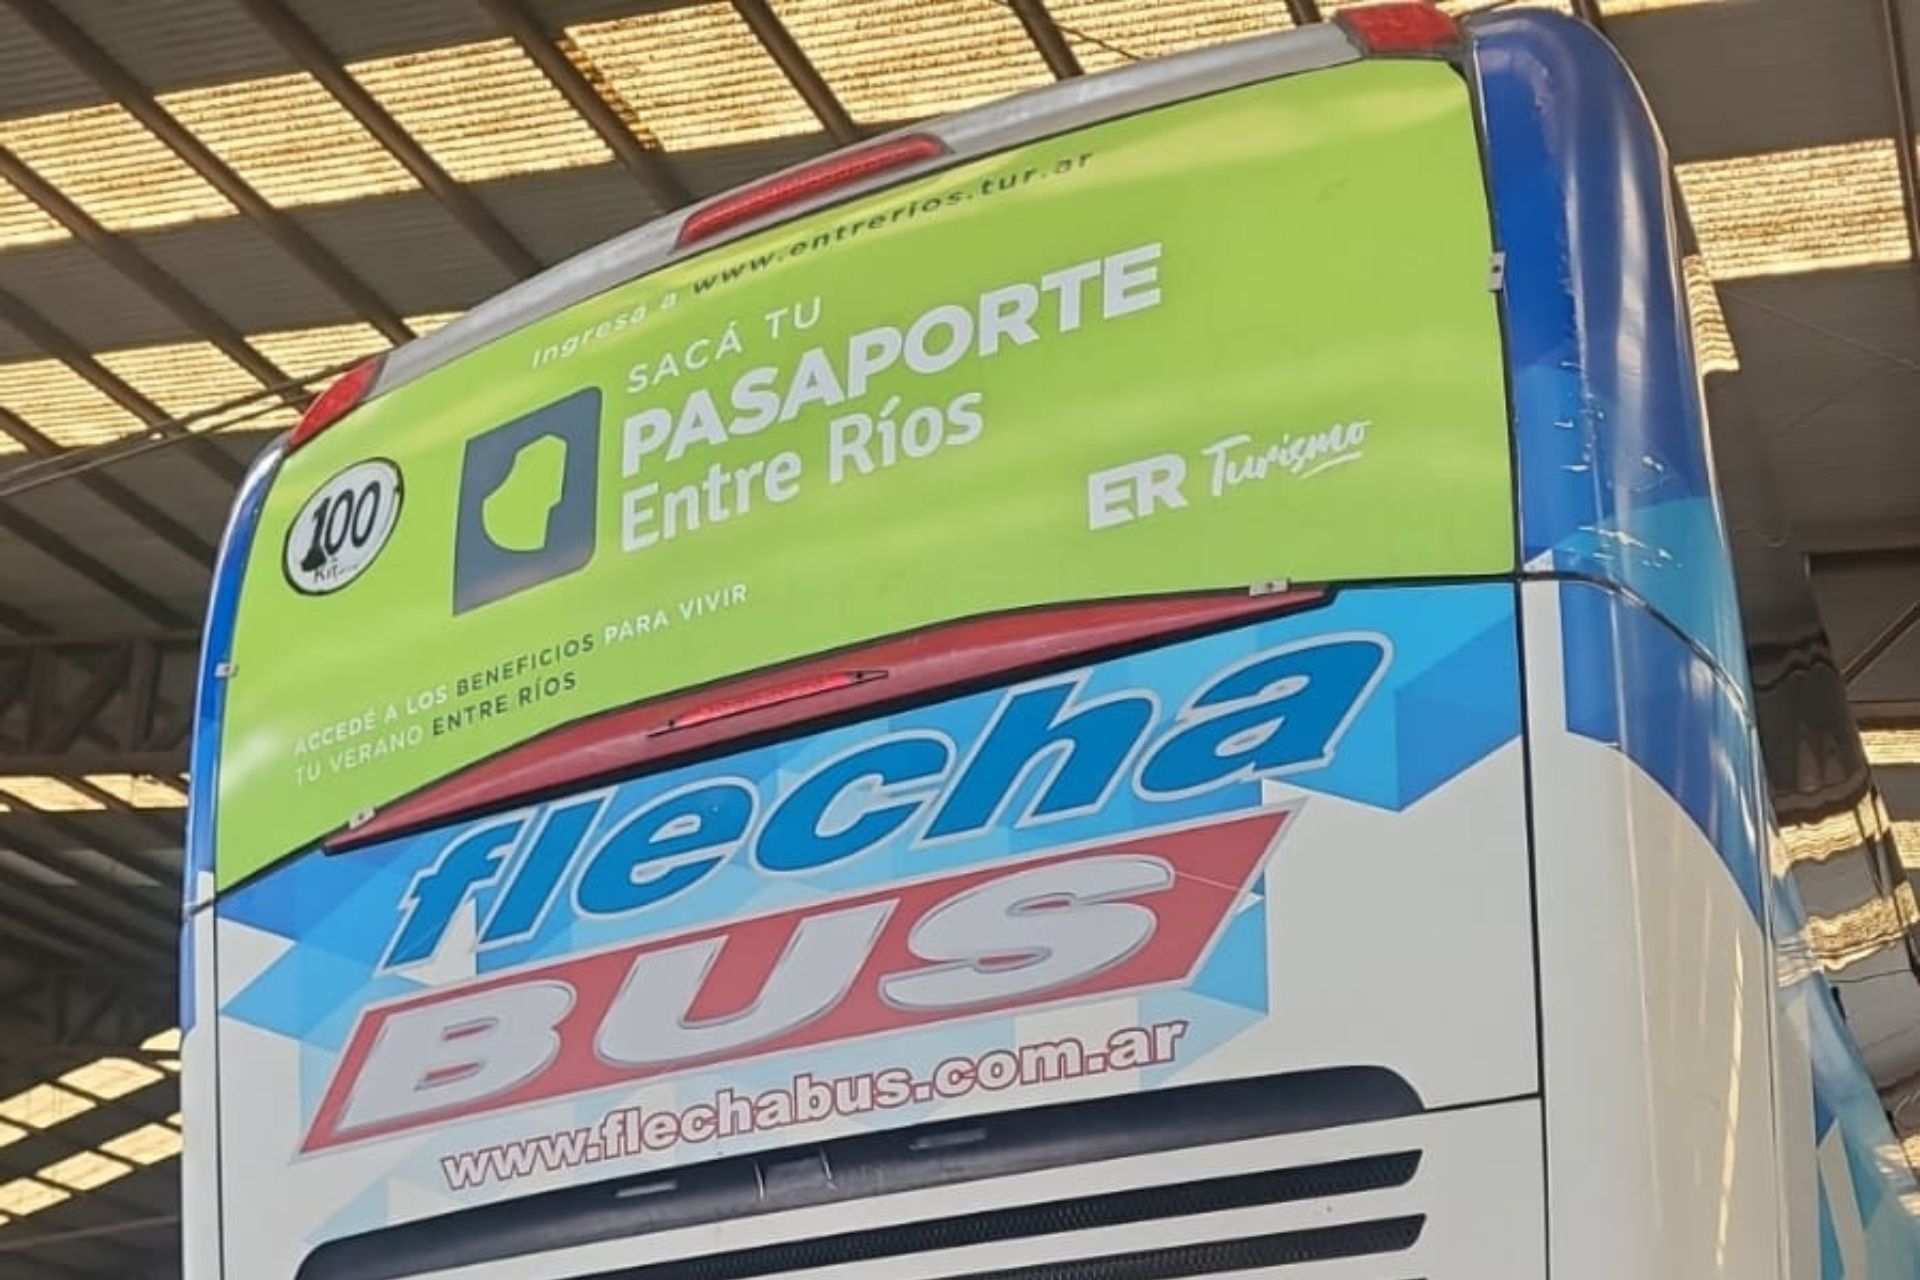 Ingresa a www.entrerios.tur.ar
SACÁ TU
PASAPORTE
Entre Ríos
ER Turismo
100
ACCEDÉ A LOS BENEFICIOS PARA VIVIR
TU VERANO ENTRE RÍOS
flecha
BUS
www.flechabus.com.ar